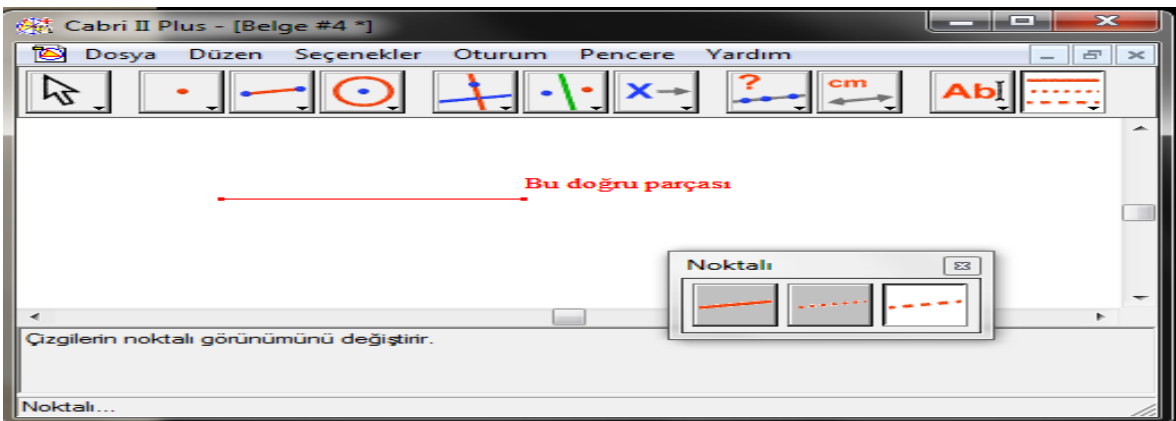 Cabri II Plus - [Belge #4 *]
Dosya Düzen Seçenekler Oturum Pencere Yardım
? cm Ab
Bu doğru parçası
Noktalı
Çizgilerin noktalı görünümünü değiştirir.
Noktalı...